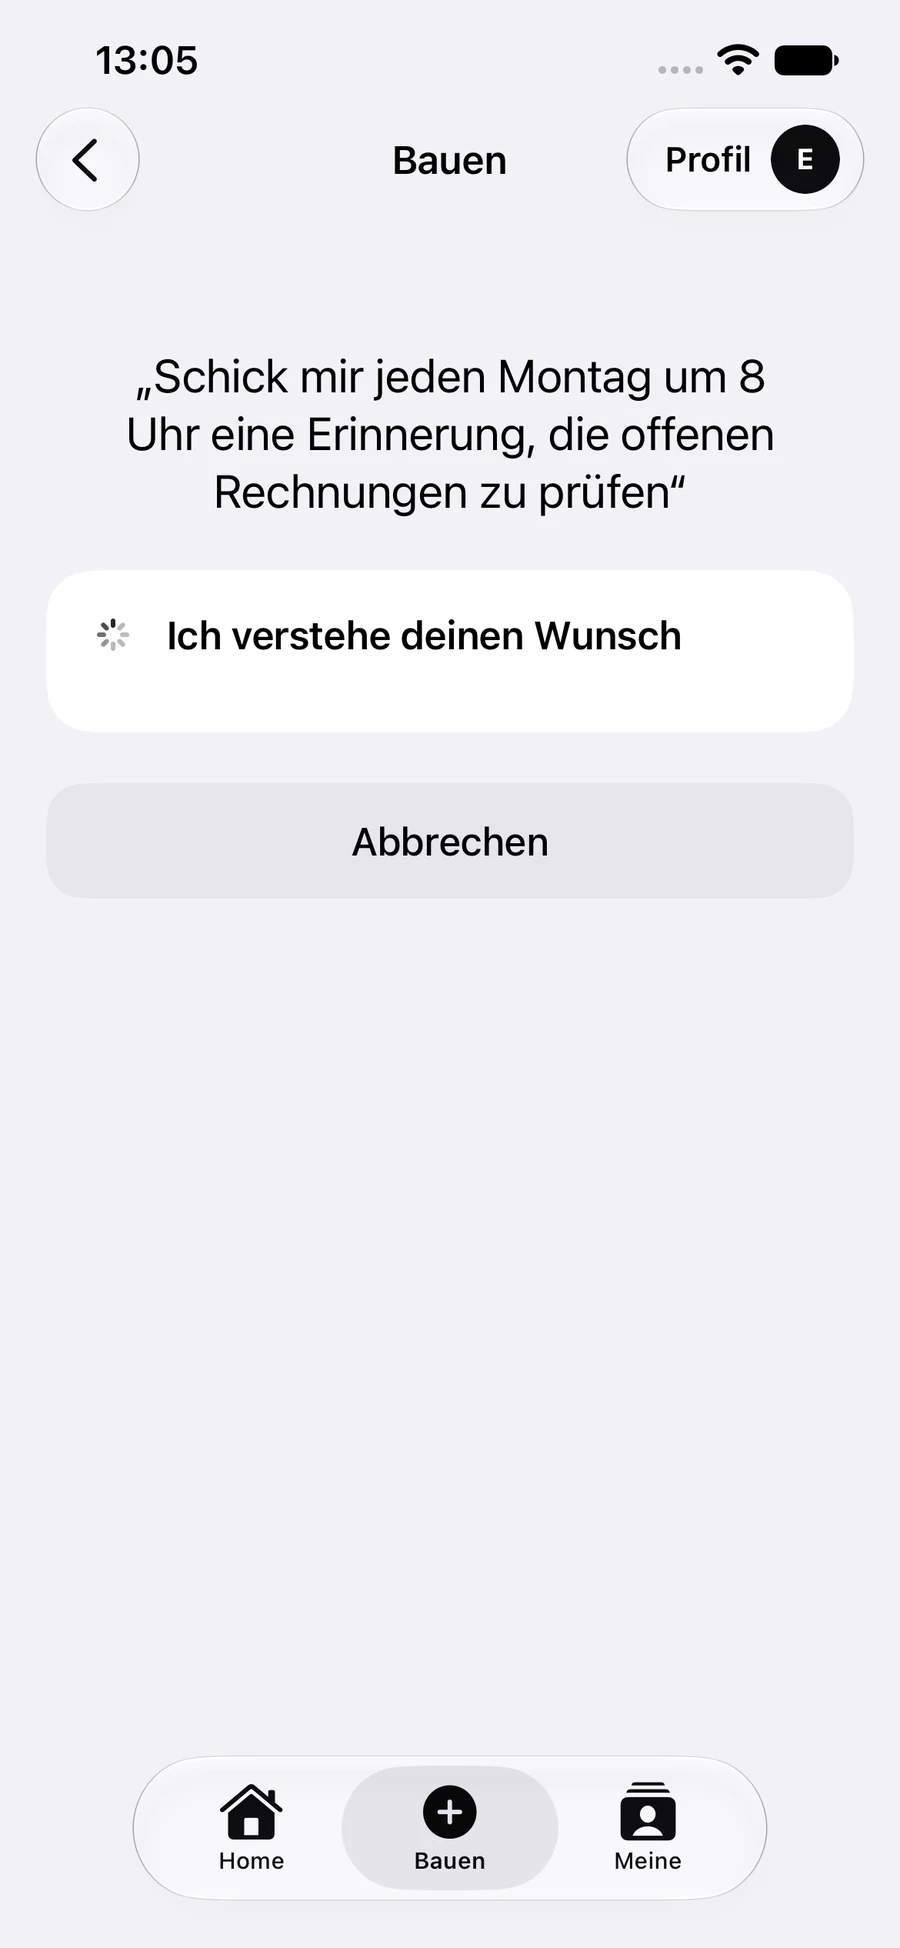 13:05
Bauen
Profil
E
„Schick mir jeden Montag um 8
Uhr eine Erinnerung, die offenen
Rechnungen zu prüfen“
Ich verstehe deinen Wunsch
Abbrechen
Home
Bauen
Meine